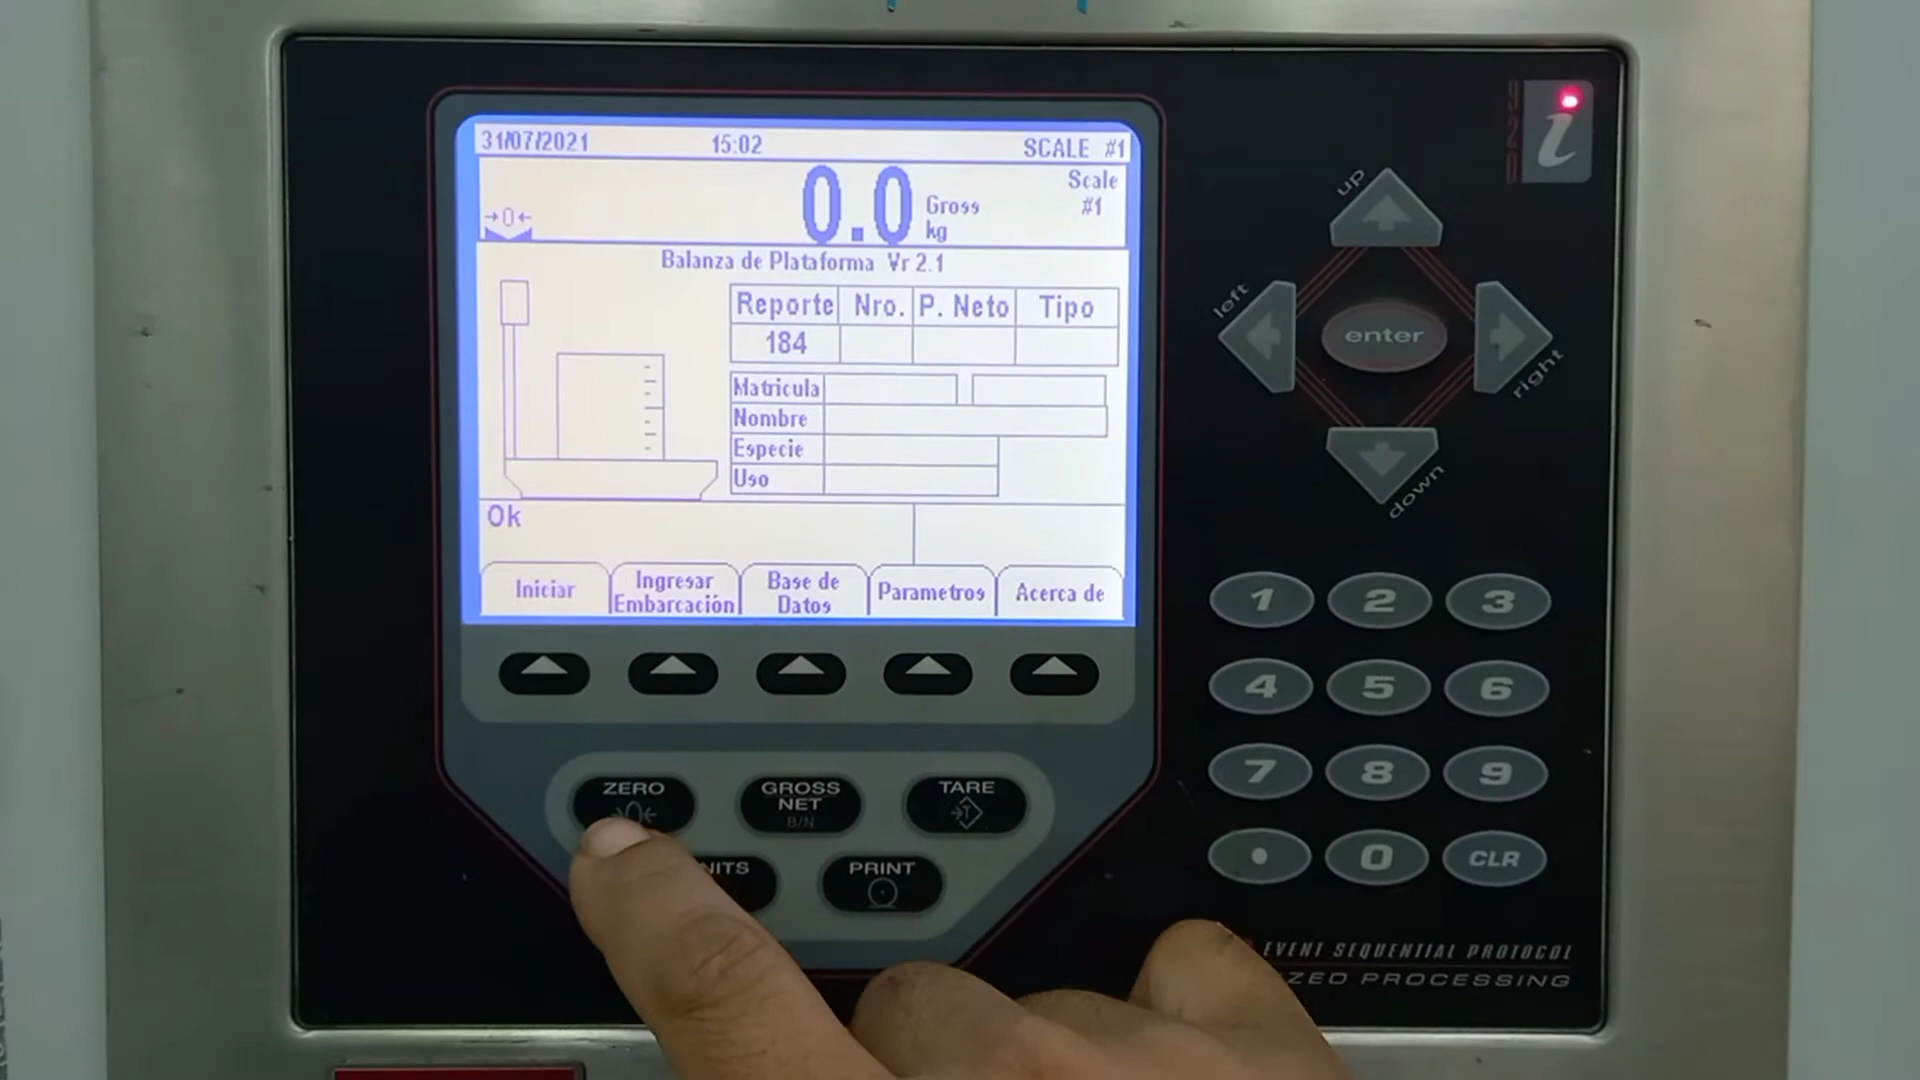 31/07/2021 15:02 SCALE #1
→0← 0.0 Gross kg
Scale #1
Balanza de Plataforma Vr 2.1
Reporte Nro. P. Neto Tipo
184
Matricula
Nombre
Especie
Uso
Ok
Iniciar
Ingresar Embarcación
Base de Datos
Parametros
Acerca de
ZERO →0←
GROSS NET B/N
TARE →T←
PRINT
i
up
left
enter
right
down
1 2 3
4 5 6
7 8 9
• 0 CLR
EVENT SEQUENTIAL PROTOCOL
PROCESSING